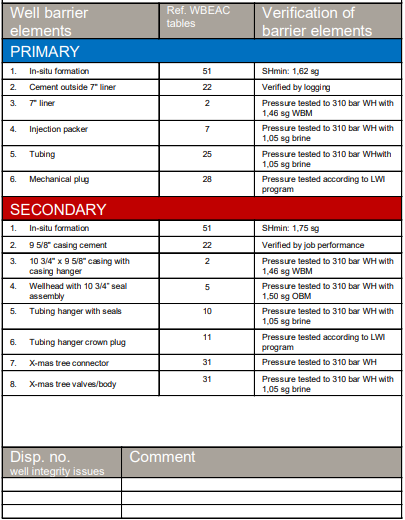 Well barrier elements Ref. WBEAC tables Verification of barrier elements
PRIMARY
1. In-situ formation 51 SHmin: 1,62 sg
2. Cement outside 7" liner 22 Verified by logging
3. 7" liner 2 Pressure tested to 310 bar WH with
1,46 sg WBM
4. Injection packer 7 Pressure tested to 310 bar WH with
1,05 sg brine
5. Tubing 25 Pressure tested to 310 bar WHwith
1,05 sg brine
6. Mechanical plug 28 Pressure tested according to LWI
program
SECONDARY
1. In-situ formation 51 SHmin: 1,75 sg
2. 9 5/8" casing cement 22 Verified by job performance
3. 10 3/4" x 9 5/8" casing with casing hanger 2 Pressure tested to 310 bar WH with
1,46 sg WBM
4. Wellhead with 10 3/4" seal assembly 5 Pressure tested to 310 bar WH with
1,50 sg OBM
5. Tubing hanger with seals 10 Pressure tested to 310 bar WH with
1,05 sg brine
6. Tubing hanger crown plug 11 Pressure tested according to LWI
program
7. X-mas tree connector 31 Pressure tested to 310 bar WH
8. X-mas tree valves/body 31 Pressure tested to 310 bar WH with
1,05 sg brine
Disp. no. Comment
well integrity issues